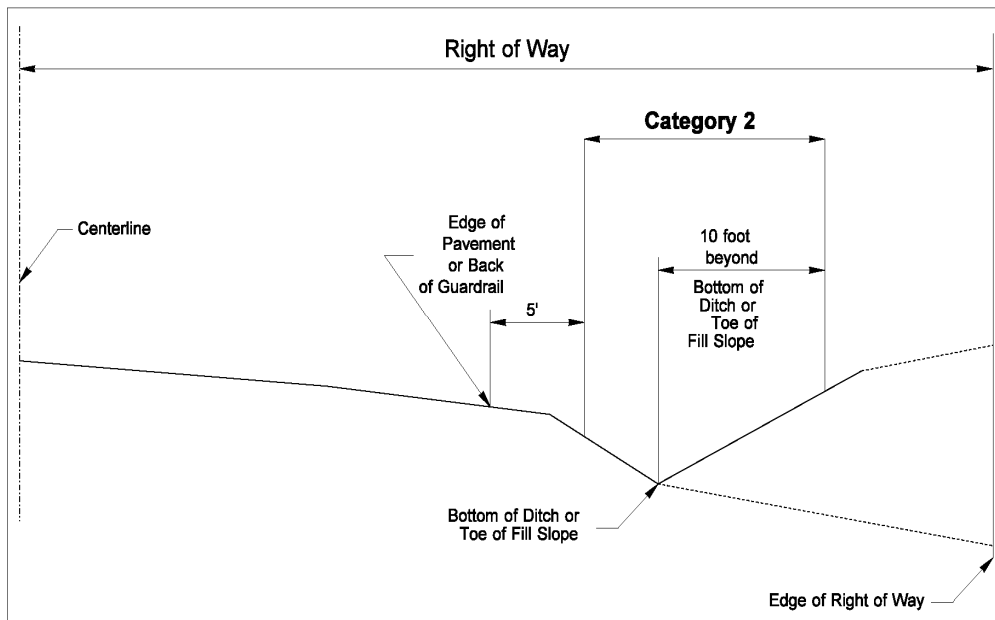 Right of Way
Category 2
Centerline
Edge of
Pavement
or Back
of Guardrail
5'
10 foot
beyond
Bottom of
Ditch or
Toe of
Fill Slope
Bottom of Ditch or
Toe of Fill Slope
Edge of Right of Way